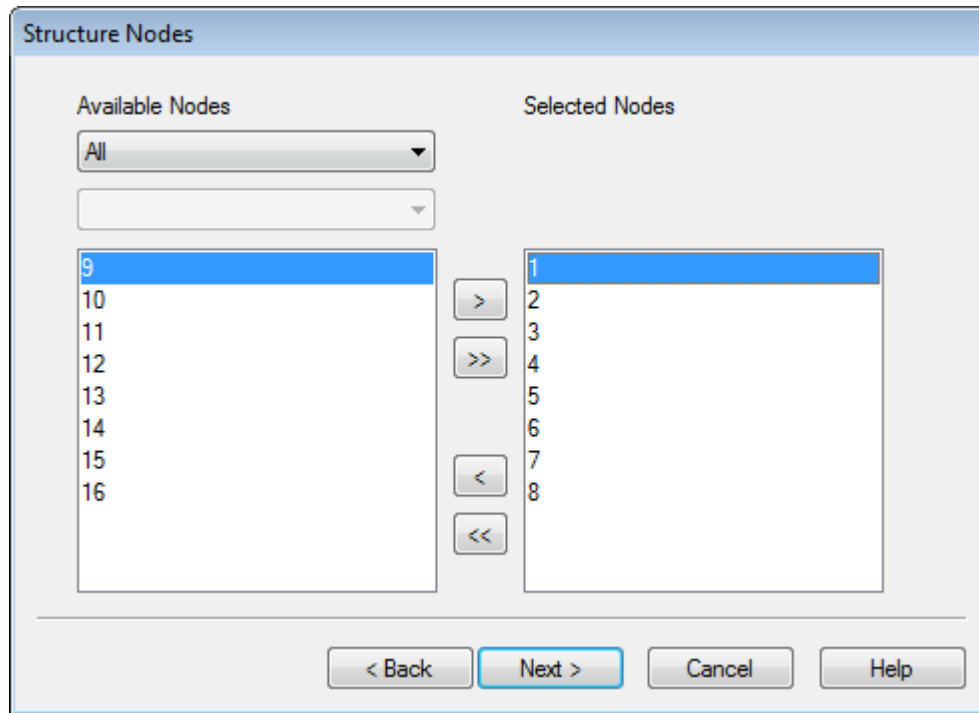 Structure Nodes
Available Nodes
Selected Nodes
All
9
10
11
12
13
14
15
16
>
>>
<
<<
1
2
3
4
5
6
7
8
< Back
Next >
Cancel
Help